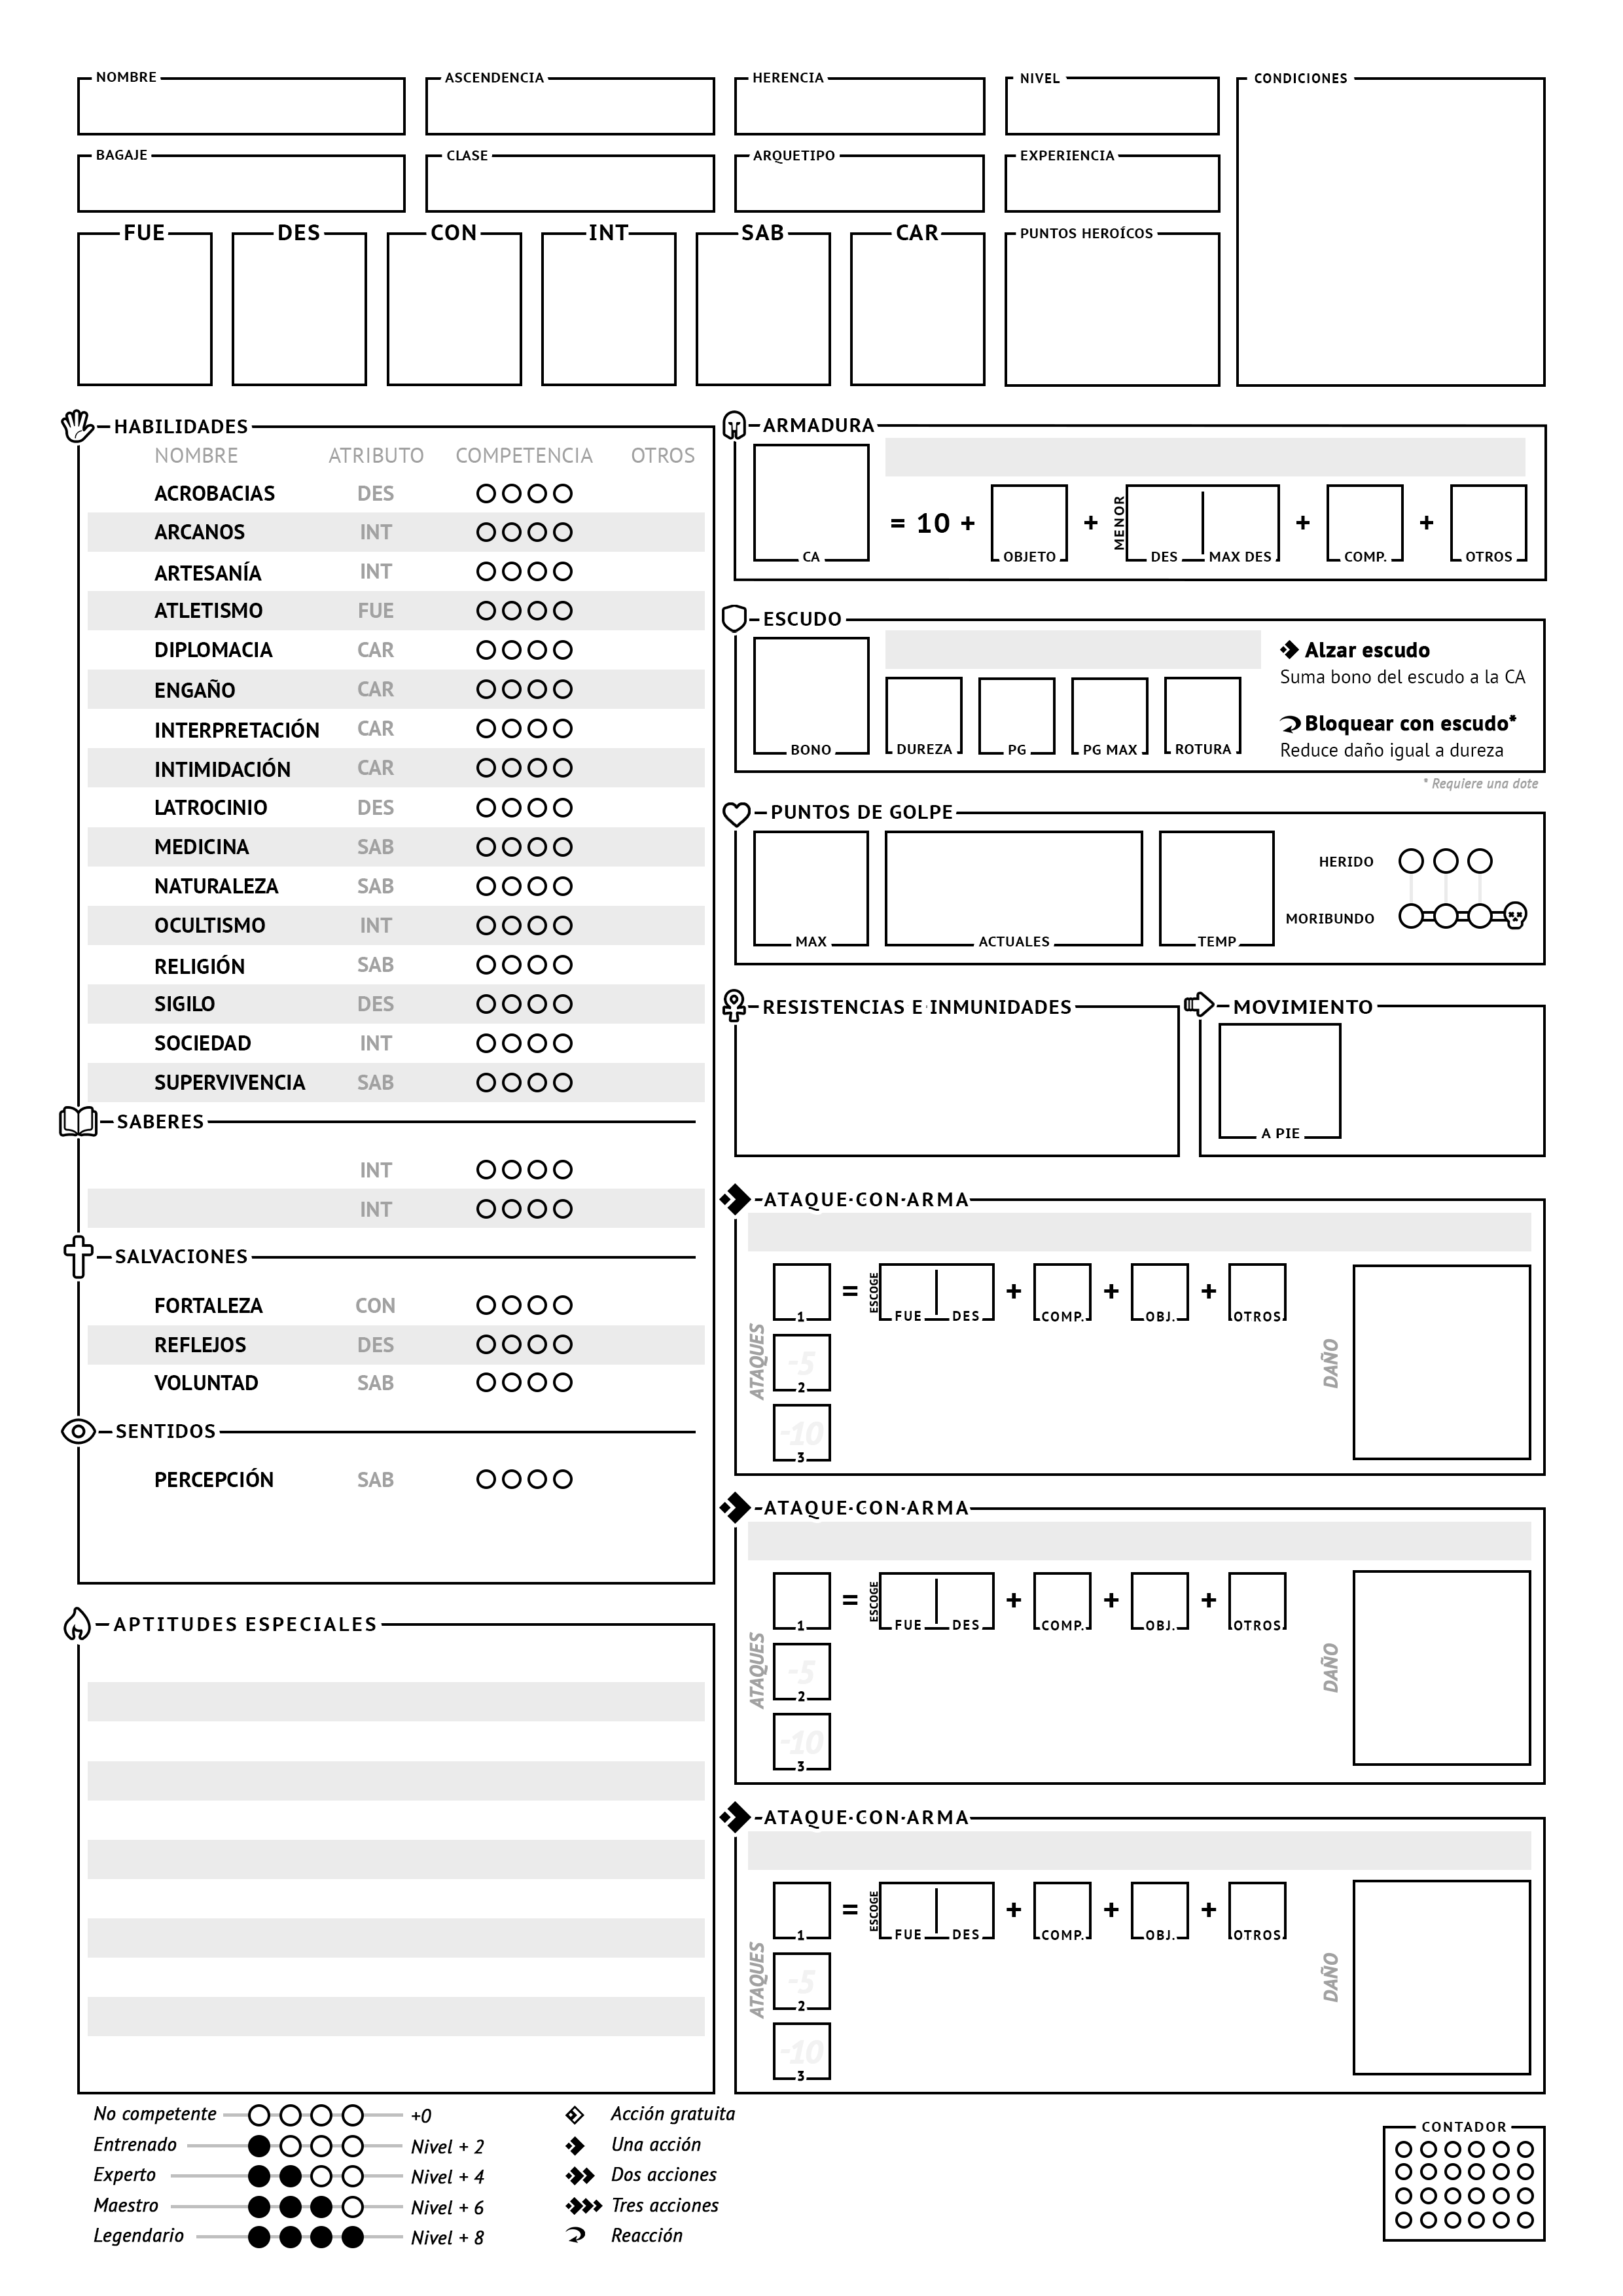 NOMBRE ASCENDENCIA HERENCIA NIVEL CONDICIONES
BAGAJE CLASE ARQUETIPO EXPERIENCIA
FUE DES CON INT SAB CAR PUNTOS HEROÍCOS
HABILIDADES
NOMBRE ATRIBUTO COMPETENCIA OTROS
ACROBACIAS DES
ARCANOS INT
ARTESANÍA INT
ATLETISMO FUE
DIPLOMACIA CAR
ENGAÑO CAR
INTERPRETACIÓN CAR
INTIMIDACIÓN CAR
LATROCINIO DES
MEDICINA SAB
NATURALEZA SAB
OCULTISMO INT
RELIGIÓN SAB
SIGILO DES
SOCIEDAD INT
SUPERVIVENCIA SAB
SABERES
INT
INT
SALVACIONES
FORTALEZA CON
REFLEJOS DES
VOLUNTAD SAB
SENTIDOS
PERCEPCIÓN SAB
APTITUDES ESPECIALES
ARMADURA
= 10 + + MENOR + +
CA OBJETO DES MAX DES COMP. OTROS
ESCUDO
Alzar escudo
Suma bono del escudo a la CA
Bloquear con escudo*
Reduce daño igual a dureza
BONO DUREZA PG PG MAX ROTURA
* Requiere una dote
PUNTOS DE GOLPE
HERIDO
MORIBUNDO
MAX ACTUALES TEMP
RESISTENCIAS E INMUNIDADES
MOVIMIENTO
A PIE
ATAQUE·CON·ARMA
= ESCOGE + + +
1 FUE DES COMP. OBJ. OTROS
ATAQUES
-5
2
DAÑO
-10
3
ATAQUE·CON·ARMA
= ESCOGE + + +
1 FUE DES COMP. OBJ. OTROS
ATAQUES
-5
2
DAÑO
-10
3
ATAQUE·CON·ARMA
= ESCOGE + + +
1 FUE DES COMP. OBJ. OTROS
ATAQUES
-5
2
DAÑO
-10
3
No competente +0
Entrenado Nivel + 2
Experto Nivel + 4
Maestro Nivel + 6
Legendario Nivel + 8
Acción gratuita
Una acción
Dos acciones
Tres acciones
Reacción
CONTADOR